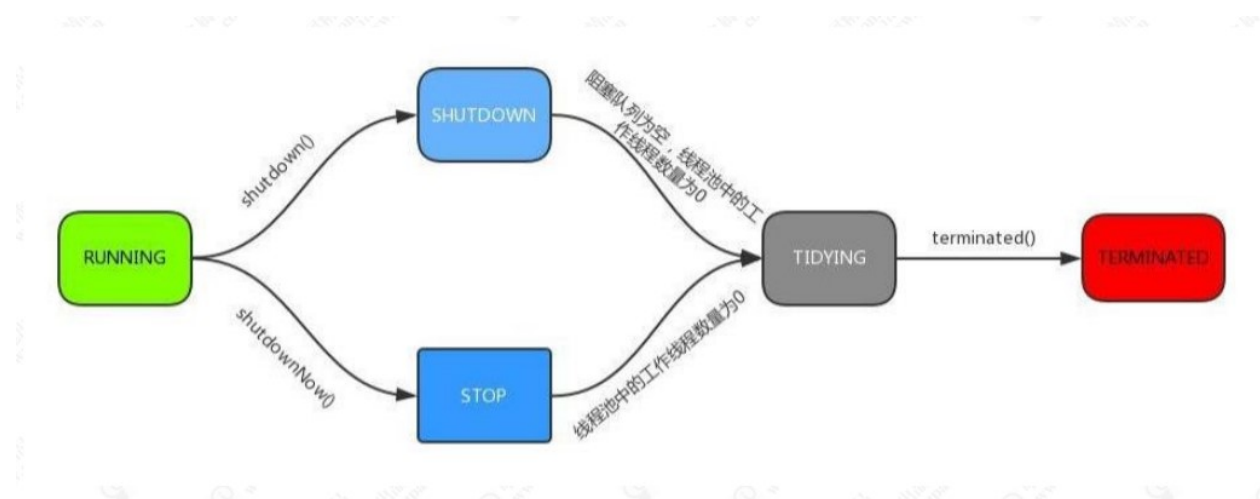 SHUTDOWN
阻塞队列为空，线程池中的工
作线程数量为0
shutdown()
RUNNING
TIDYING
terminated()
TERMINATED
shutdownNow()
STOP
线程池中的工作线程数量为0